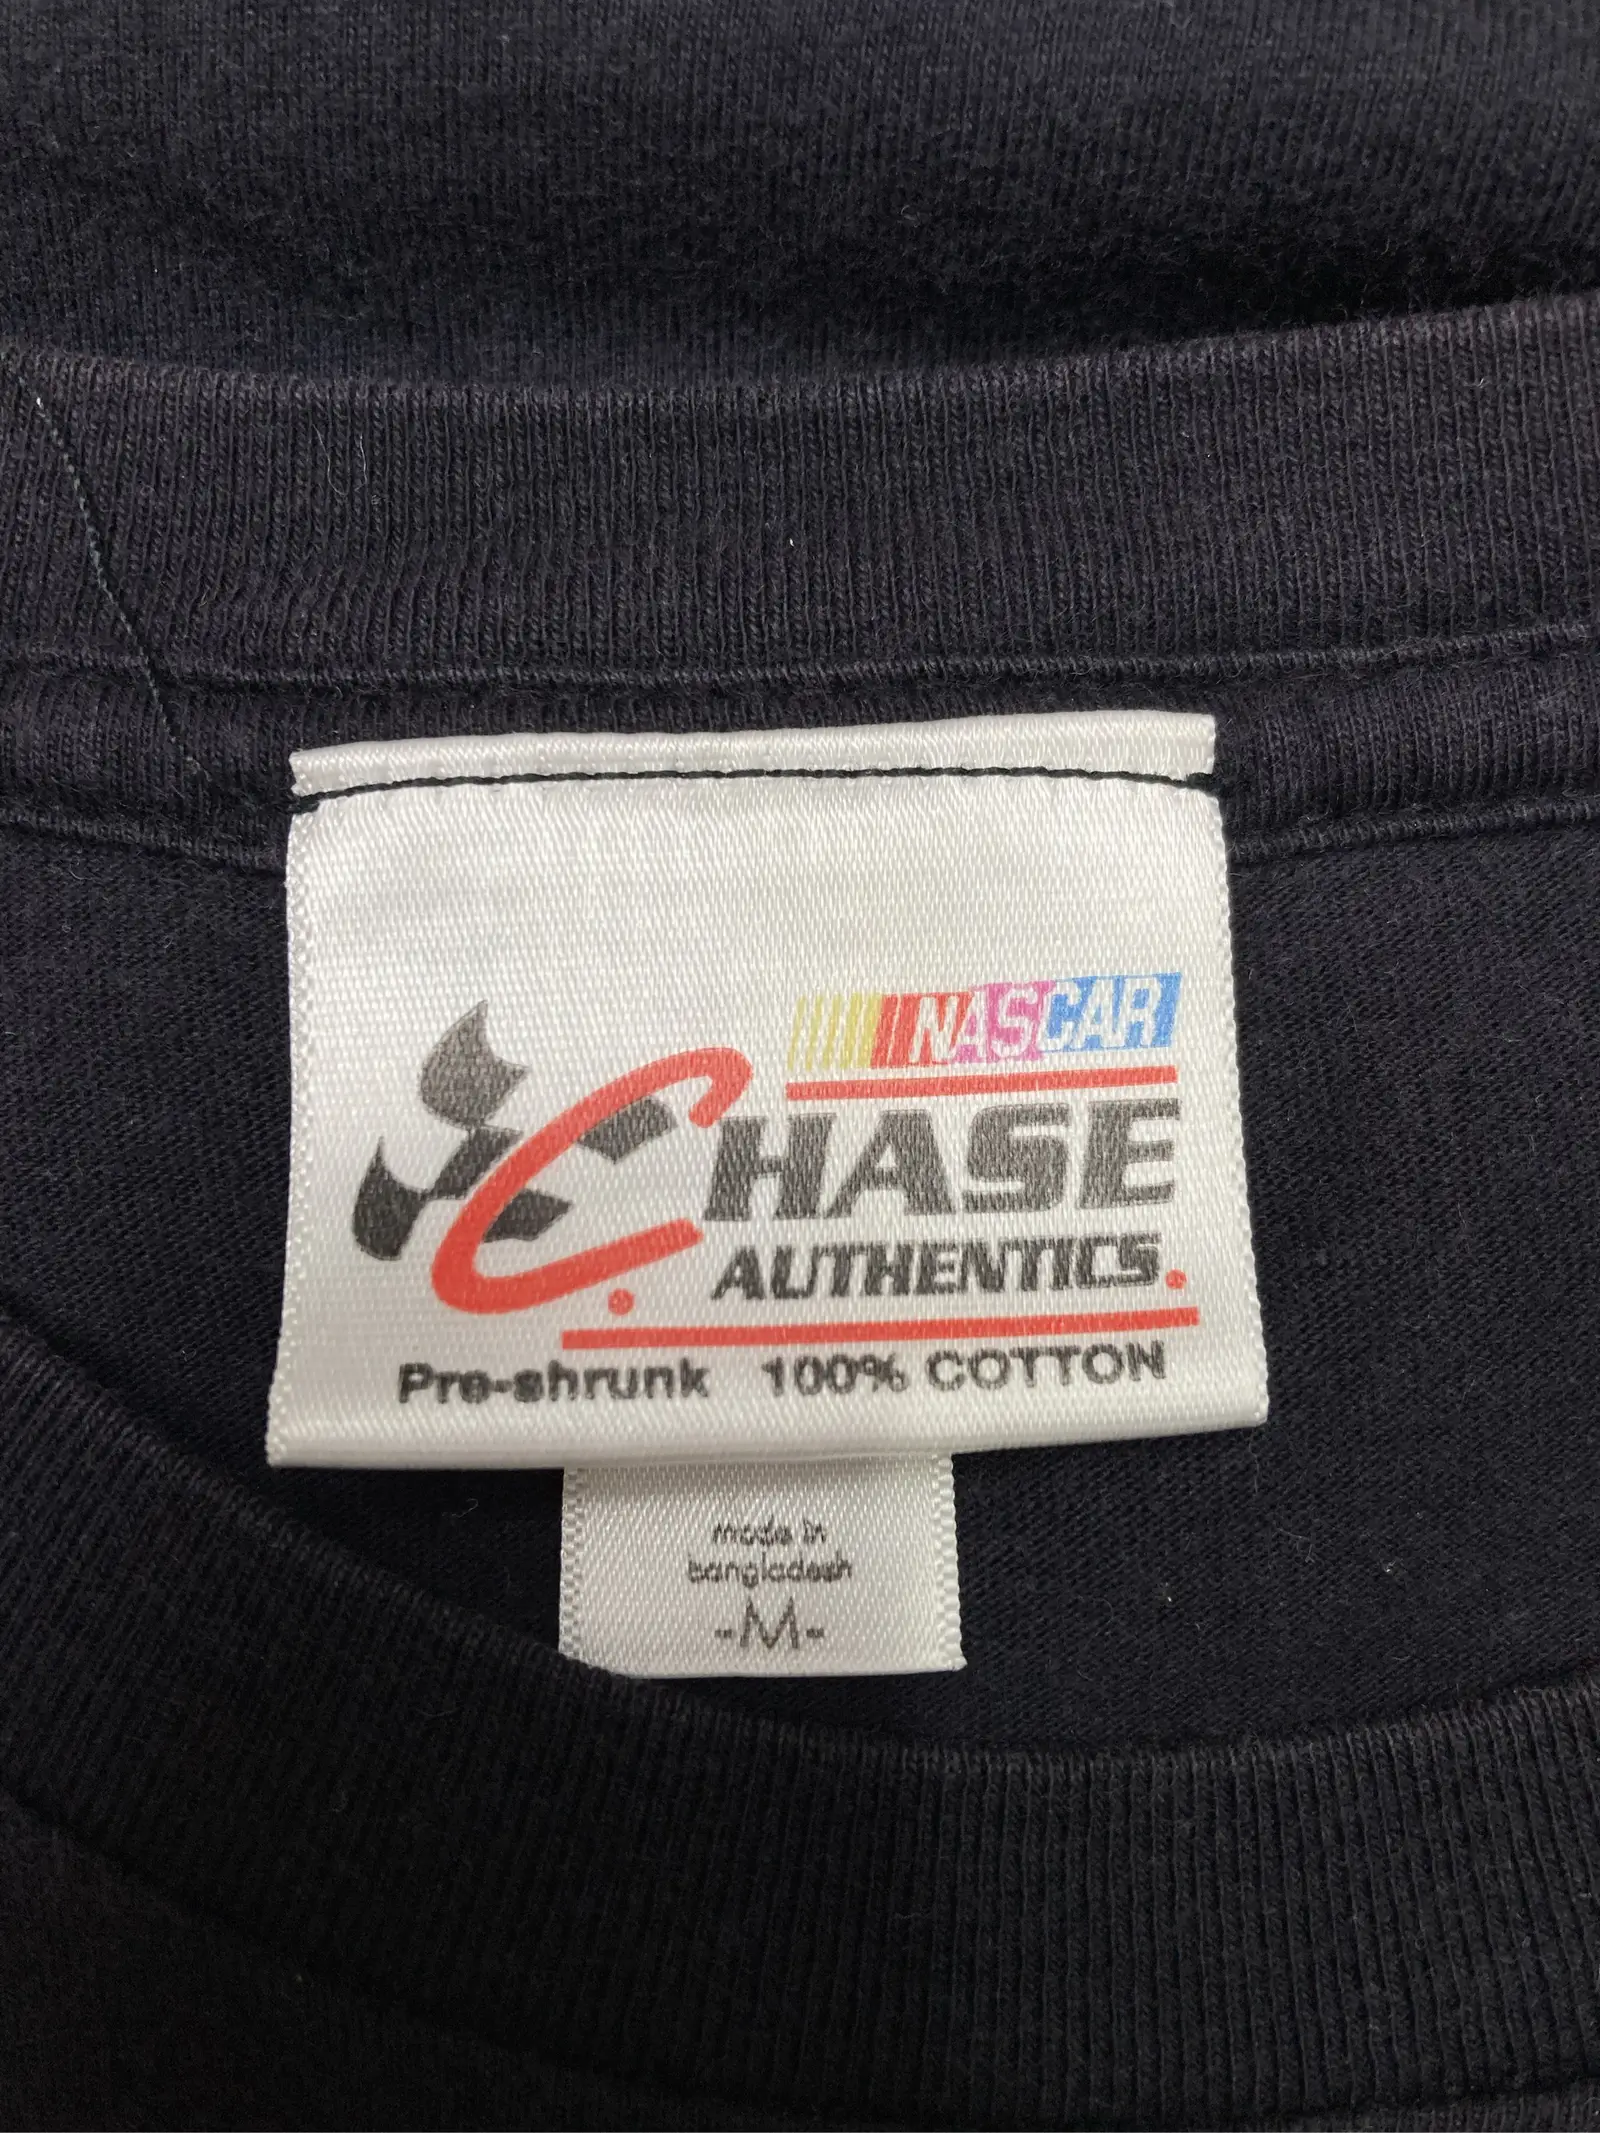 NASCAR
CHASE
AUTHENTICS.
Pre-shrunk 100% COTTON
made in
bangladesh
-M-